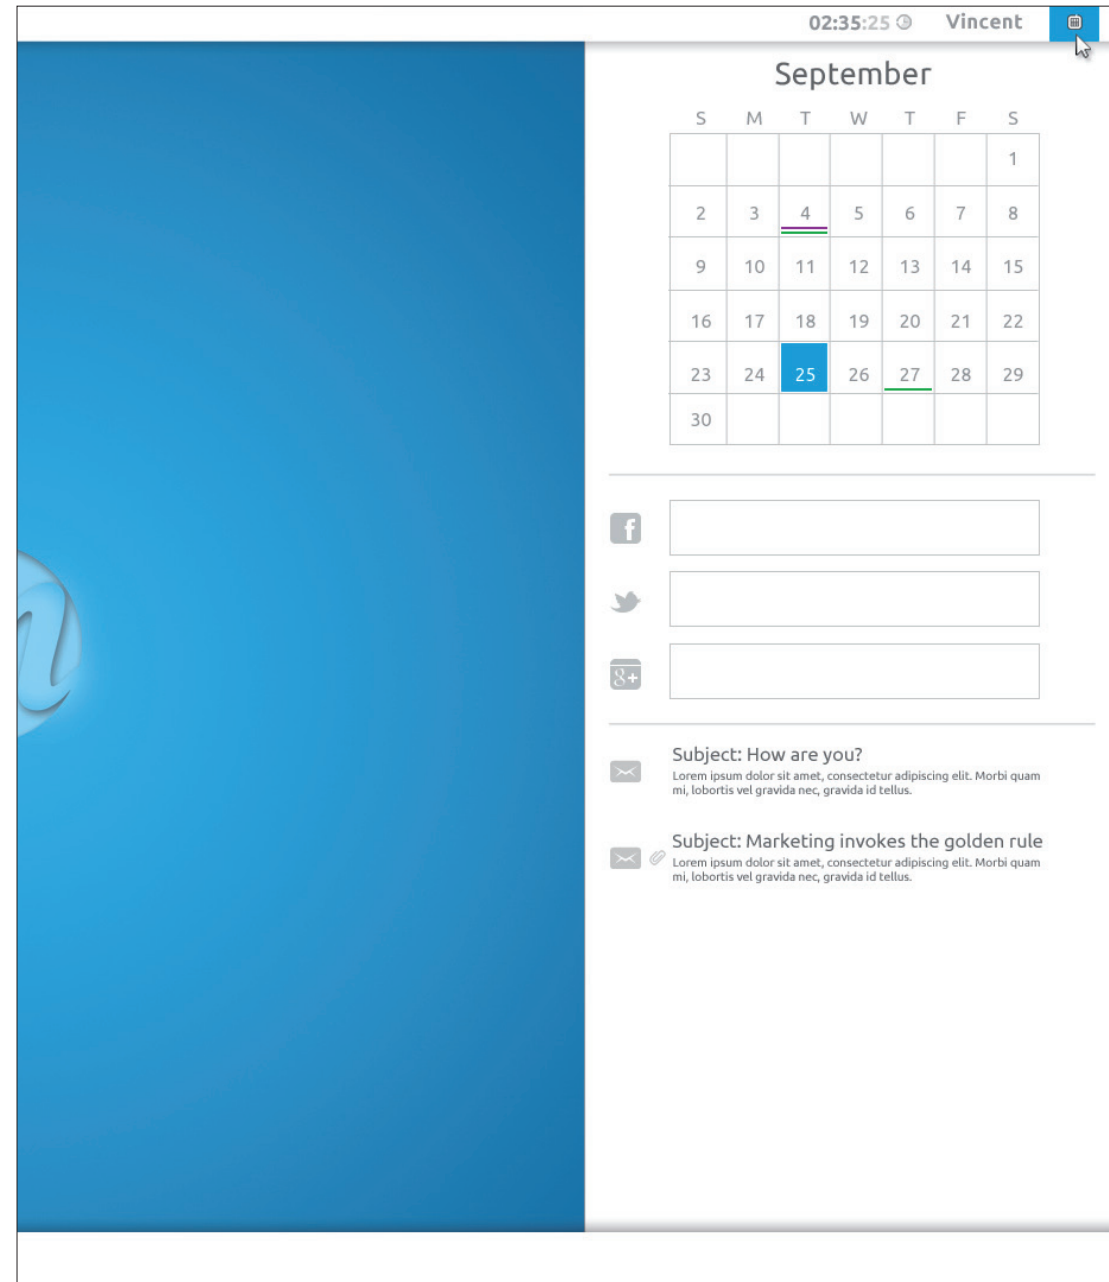 02:35:25 Vincent
September
S M T W T F S
1
2 3 4 5 6 7 8
9 10 11 12 13 14 15
16 17 18 19 20 21 22
23 24 25 26 27 28 29
30
f
g+
Subject: How are you?
Lorem ipsum dolor sit amet, consectetur adipiscing elit. Morbi quam
mi, lobortis vel gravida nec, gravida id tellus.
Subject: Marketing invokes the golden rule
Lorem ipsum dolor sit amet, consectetur adipiscing elit. Morbi quam
mi, lobortis vel gravida nec, gravida id tellus.